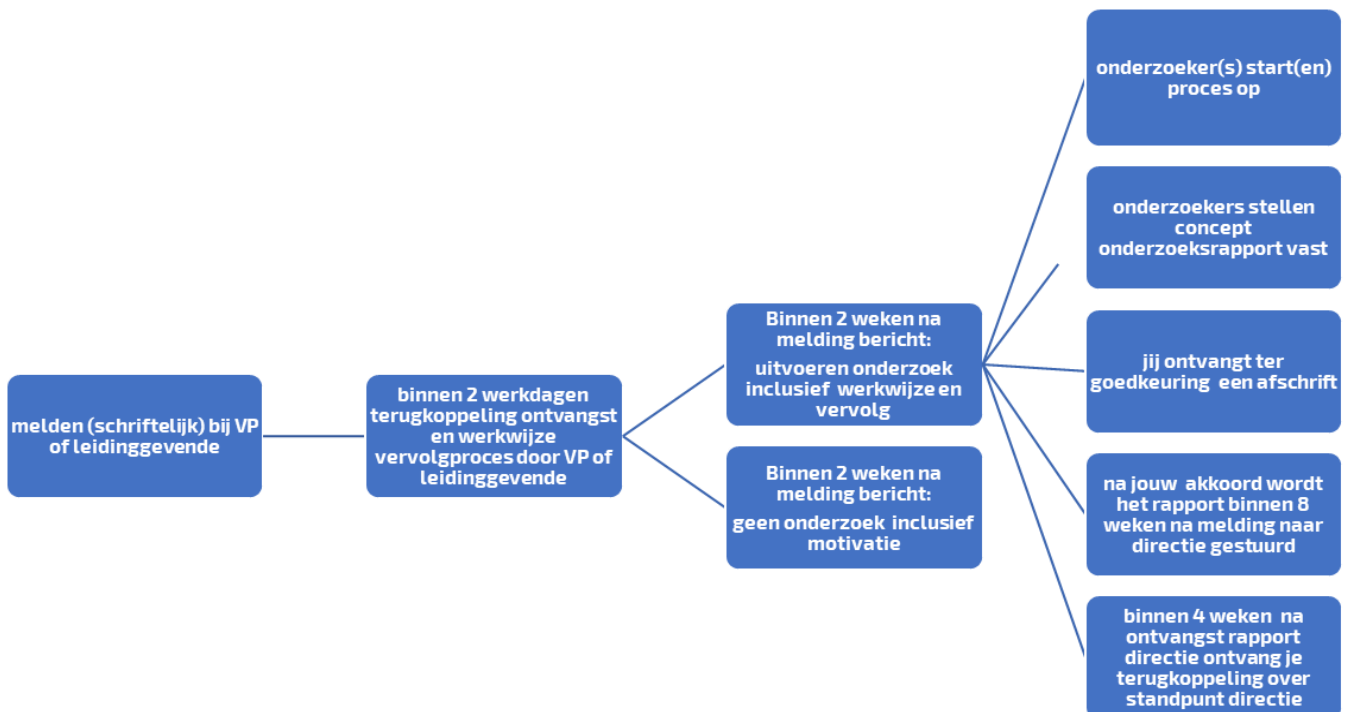 melden (schriftelijk) bij VP
of leidinggevende
binnen 2 werkdagen
terugkoppeling ontvangst
en werkwijze
vervolgproces door VP of
leidinggevende
Binnen 2 weken na
melding bericht:
uitvoeren onderzoek
inclusief werkwijze en
vervolg
Binnen 2 weken na
melding bericht:
geen onderzoek inclusief
motivatie
onderzoeker(s) start(en)
proces op
onderzoekers stellen
concept
onderzoeksrapport vast
jij ontvangt ter
goedkeuring een afschrift
na jouw akkoord wordt
het rapport binnen 8
weken na melding naar
directie gestuurd
binnen 4 weken na
ontvangst rapport
directie ontvang je
terugkoppeling over
standpunt directie